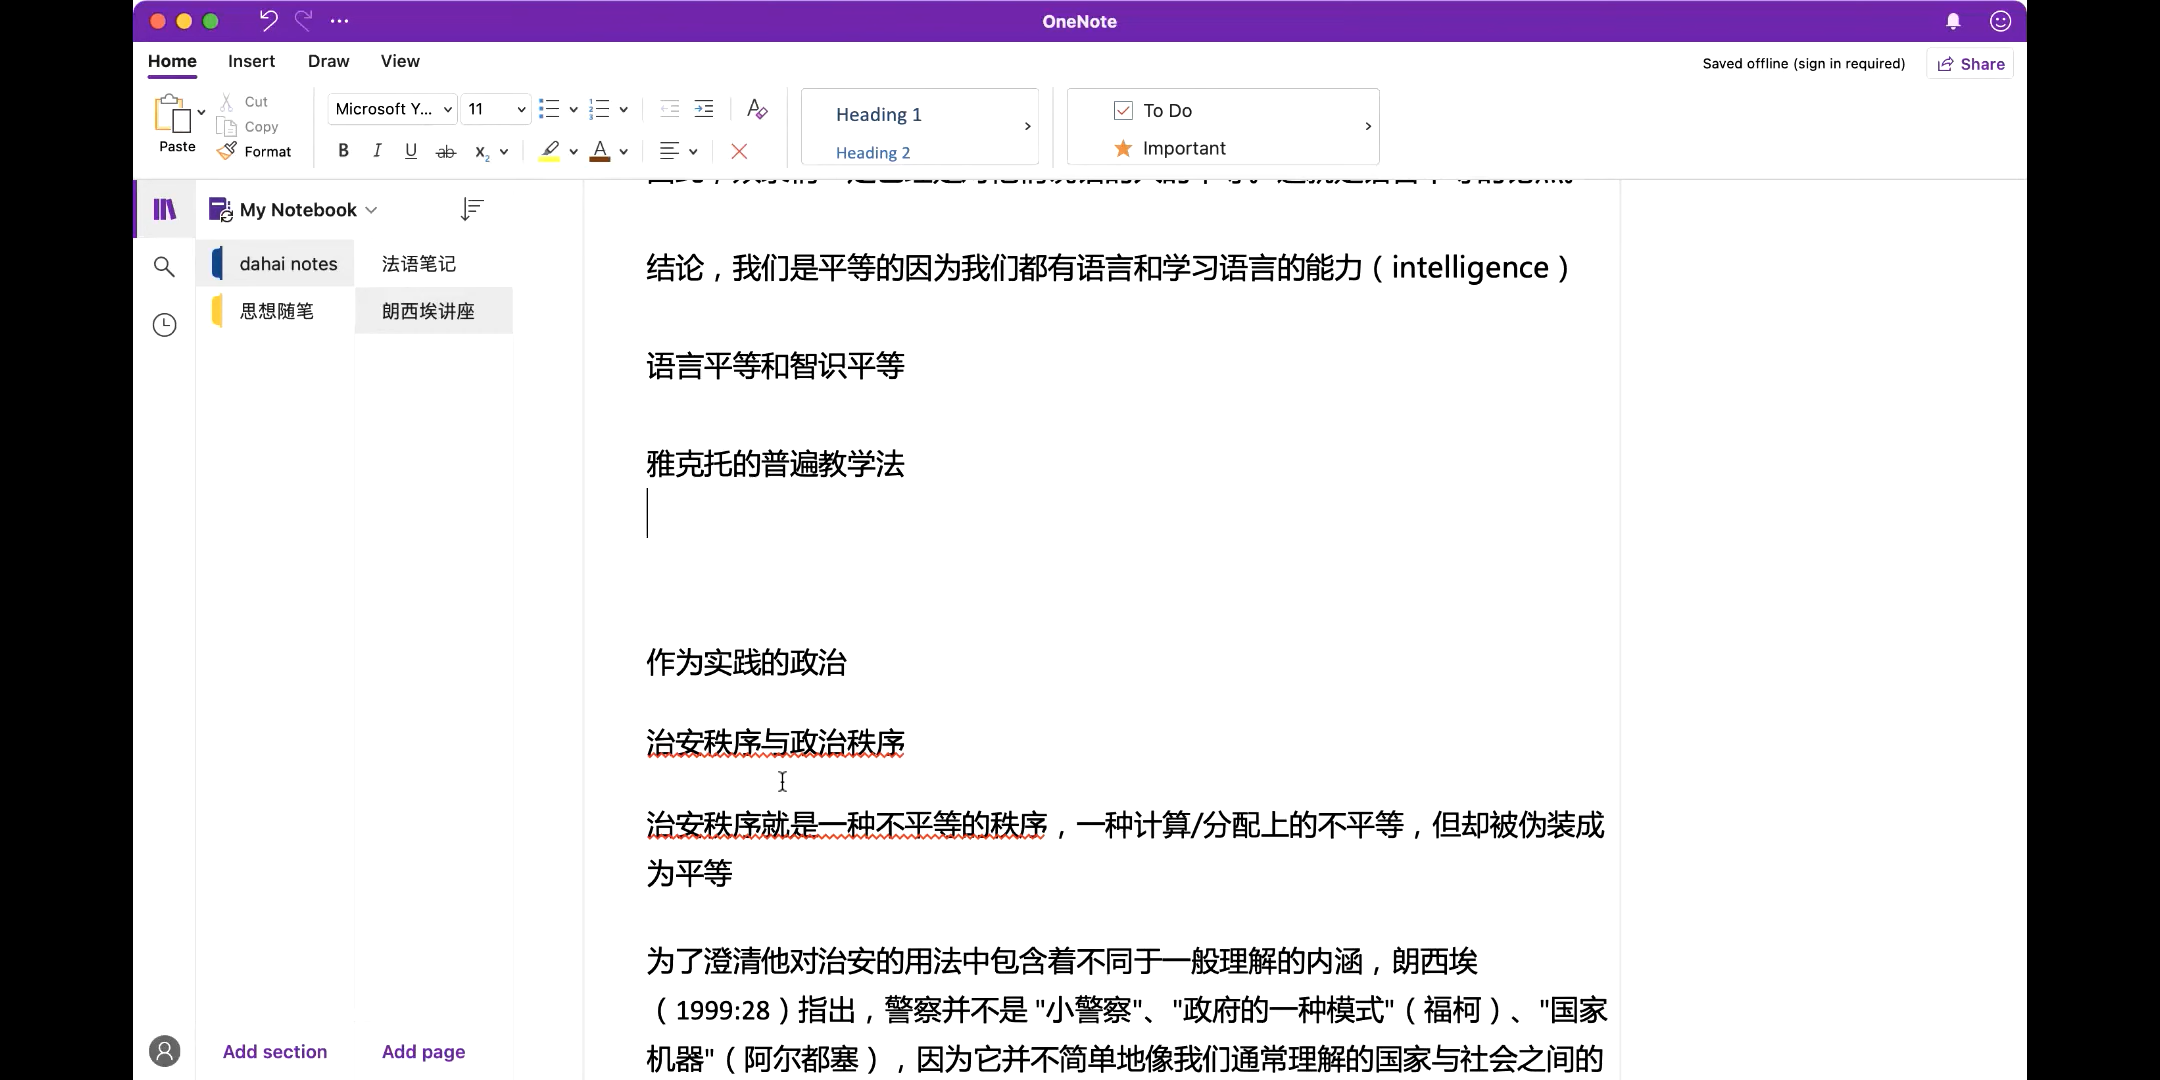 OneNote
Home Insert Draw View
Saved offline (sign in required) Share
Paste
Cut
Copy
Format
Microsoft Y... 11
B I U ab x₂ A
Heading 1
Heading 2
To Do
Important
My Notebook
dahai notes
思想随笔
法语笔记
朗西埃讲座
Add section
Add page
结论，我们是平等的因为我们都有语言和学习语言的能力（intelligence）
语言平等和智识平等
雅克托的普遍教学法
作为实践的政治
治安秩序与政治秩序
治安秩序就是一种不平等的秩序，一种计算/分配上的不平等，但却被伪装成
为平等
为了澄清他对治安的用法中包含着不同于一般理解的内涵，朗西埃
（1999:28）指出，警察并不是 "小警察"、"政府的一种模式"（福柯）、"国家
机器"（阿尔都塞），因为它并不简单地像我们通常理解的国家与社会之间的